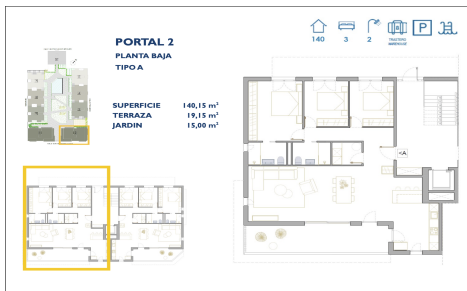 PORTAL 2
PLANTA BAJA
TIPO A
SUPERFICIE 140,15 m²
TERRAZA 19,15 m²
JARDIN 15,00 m²
140
3
2
TRASTERO
P
A